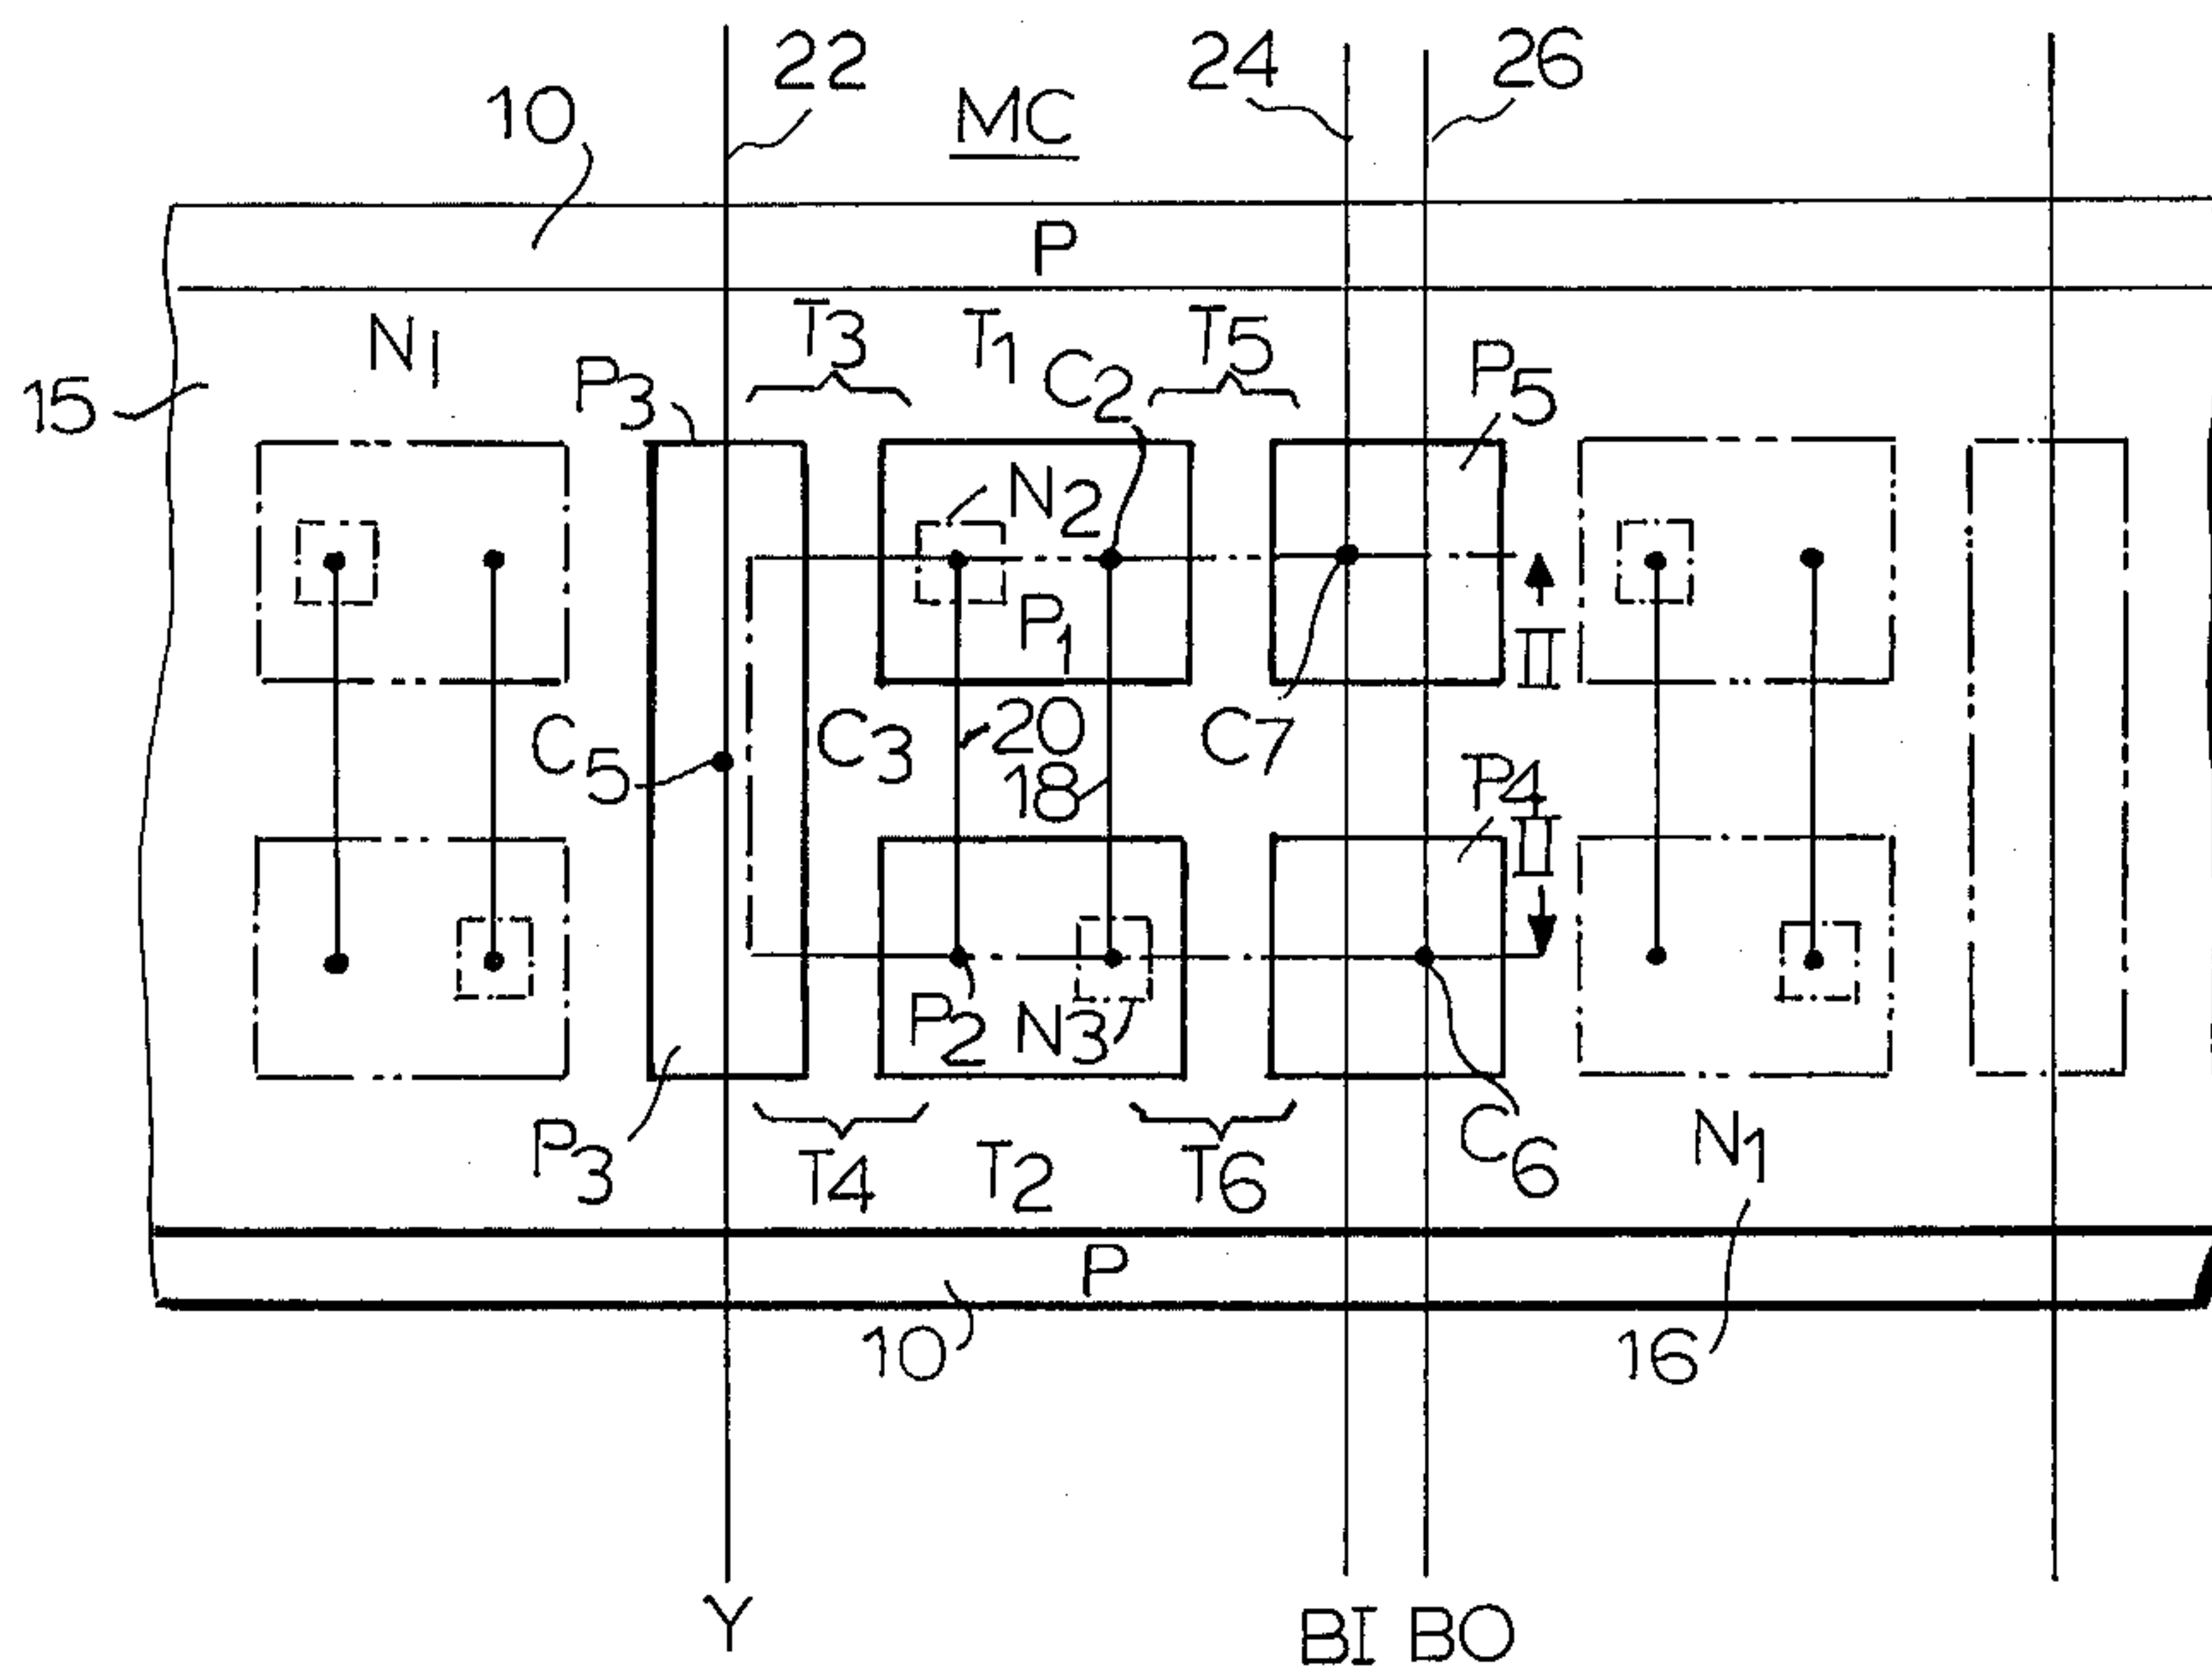 22 24 26
10 MC
P
N1 T3 T1 T5
15 P3 C2 P5
N2
P1 II
C5 C3 20 C7
18 P4
II
P2 N3
P3 T4 T2 T6 C6 N1
P
10 16
Y BI BO